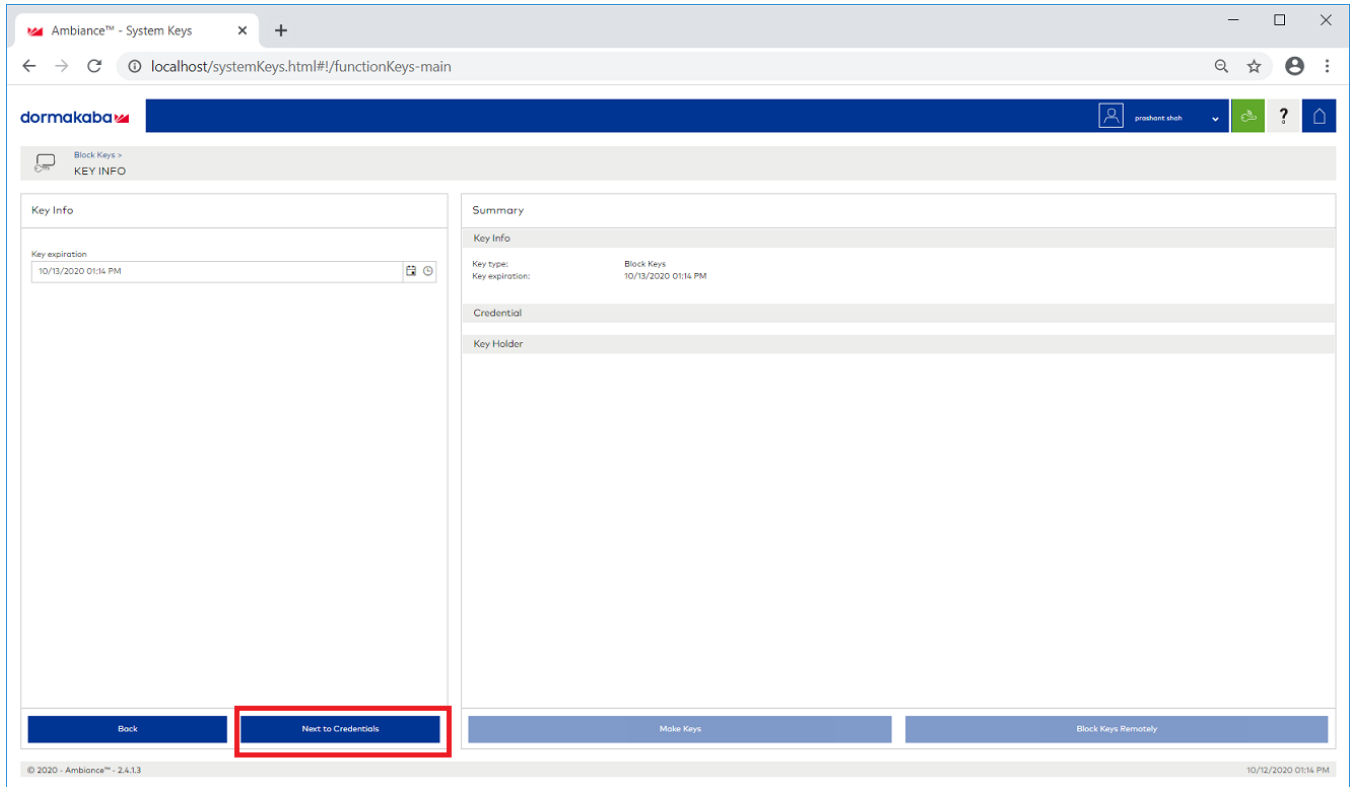 Ambiance™ - System Keys
localhost/systemKeys.html#!/functionKeys-main
dormakaba
prashant shah
?
Block Keys >
KEY INFO
Key Info
Key expiration
10/13/2020 01:14 PM
Back
Next to Credentials
Summary
Key Info
Key type: Block Keys
Key expiration: 10/13/2020 01:14 PM
Credential
Key Holder
Make Keys
Block Keys Remotely
© 2020 - Ambiance™ - 2.4.1.3
10/12/2020 01:14 PM